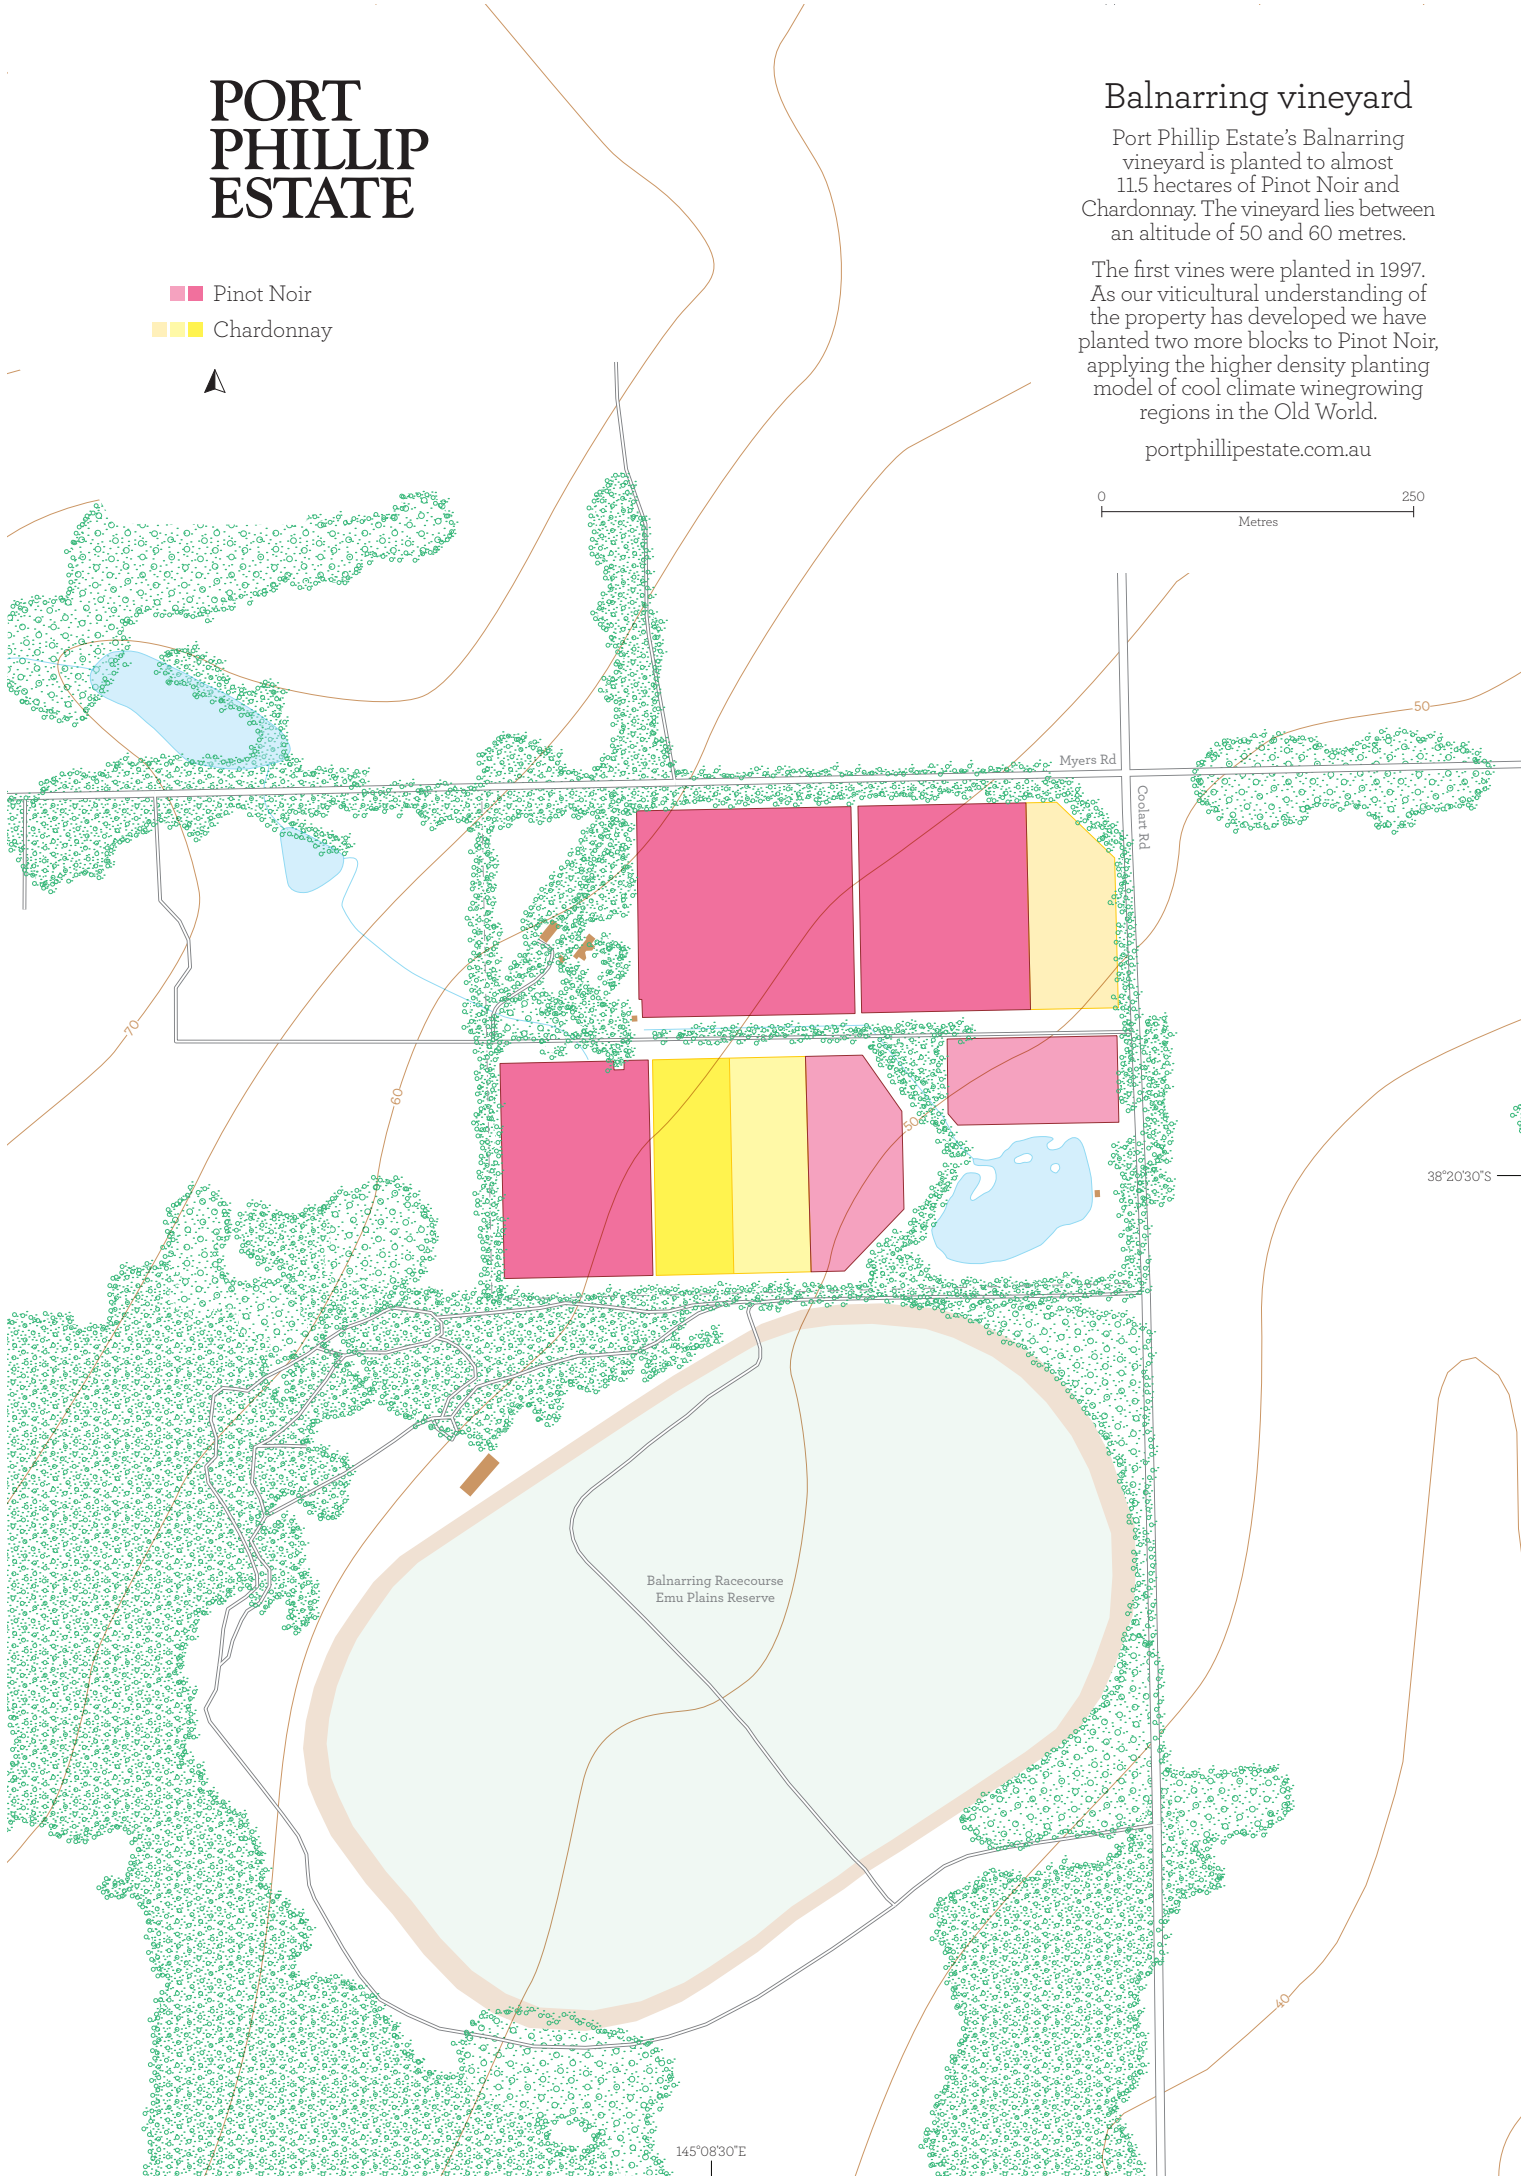 PORT
PHILLIP
ESTATE
Pinot Noir
Chardonnay
Balnarring vineyard
Port Phillip Estate’s Balnarring
vineyard is planted to almost
11.5 hectares of Pinot Noir and
Chardonnay. The vineyard lies between
an altitude of 50 and 60 metres.
The first vines were planted in 1997.
As our viticultural understanding of
the property has developed we have
planted two more blocks to Pinot Noir,
applying the higher density planting
model of cool climate winegrowing
regions in the Old World.
portphillipestate.com.au
0 250
Metres
50
Myers Rd
Coolart Rd
70
60
50
38°20'30"S
Balnarring Racecourse
Emu Plains Reserve
40
145°08'30"E